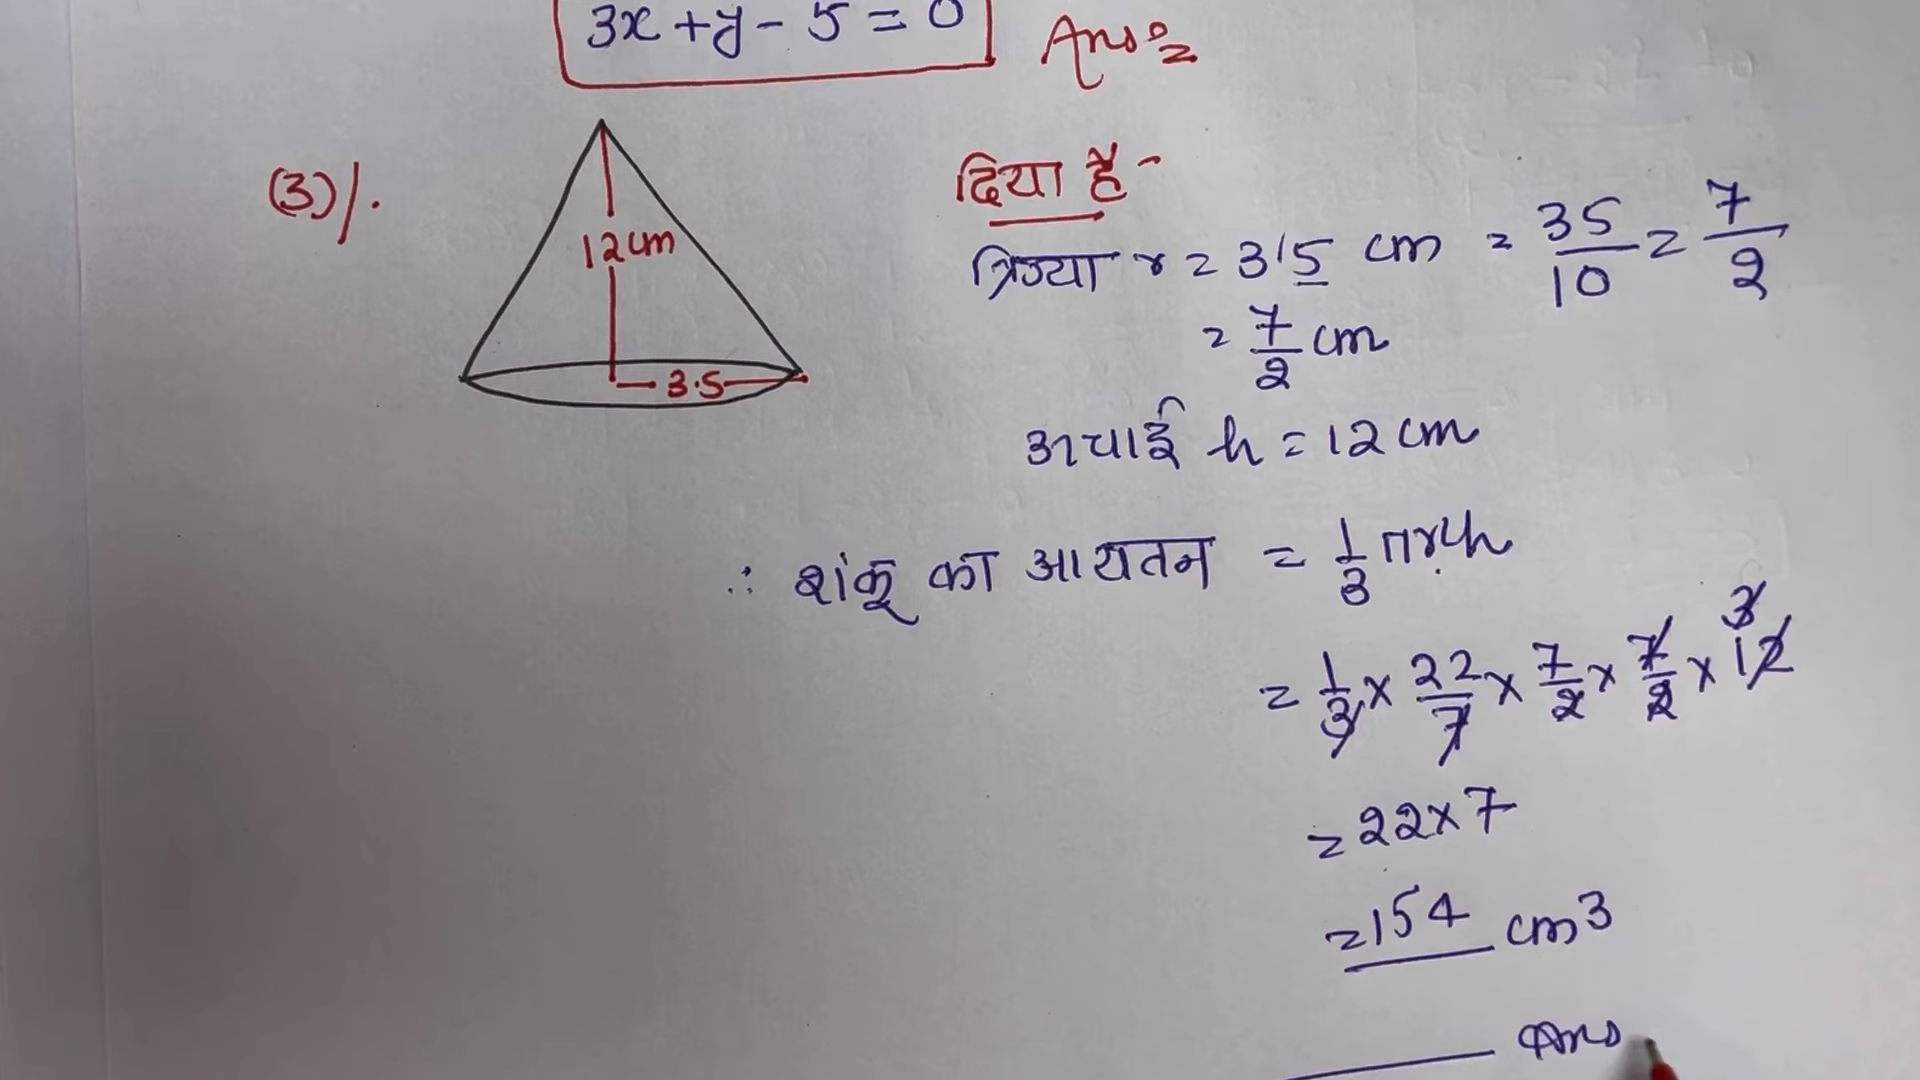 3x + y - 5 = 0 Ans
(3)/.
12cm
3.5
दिया है -
त्रिज्या r = 3.5 cm = 35/10 = 7/2
= 7/2 cm
ऊचाई h = 12 cm
∴ शंकू का आयतन = 1/3 πr²h
= 1/3 × 22/7 × 7/2 × 7/2 × 12 3
= 22 × 7
= 154 cm³
Ans